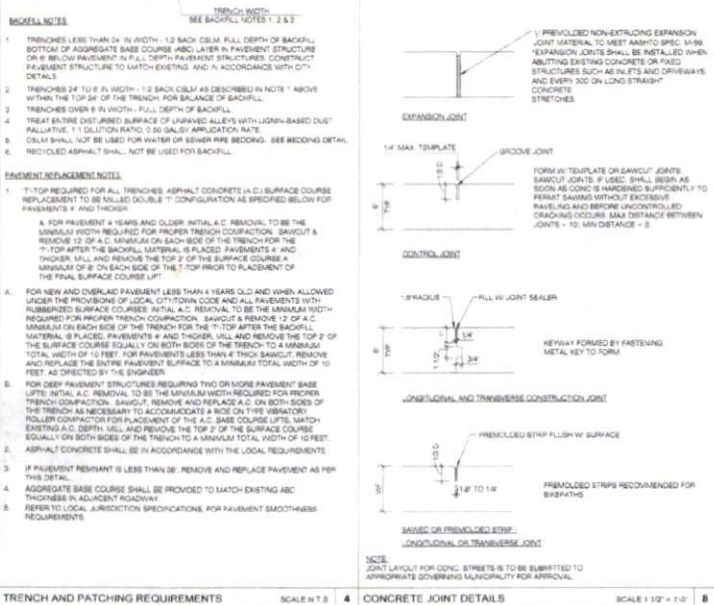 TRENCH WIDTH
BACKFILL NOTES
SEE BACKFILL NOTES 1, 2 & 2
1. TRENCHES LESS THAN 24" IN WIDTH - 1/2 SACK CSLM, FULL DEPTH OF BACKFILL
BOTTOM OF AGGREGATE BASE COURSE (ABC) LAYER IN PAVEMENT STRUCTURE
OR 6' BELOW PAVEMENT IN FULL DEPTH PAVEMENT STRUCTURES. CONSTRUCT
PAVEMENT STRUCTURE TO MATCH EXISTING AND IN ACCORDANCE WITH CITY
DETAILS
2. TRENCHES 24" TO 6' IN WIDTH - 1/2 SACK CSLM AS DESCRIBED IN NOTE 1 ABOVE
WITHIN THE TOP 24" OF THE TRENCH, FOR BALANCE OF BACKFILL
3. TRENCHES OVER 6' IN WIDTH - FULL DEPTH OF BACKFILL
4. TREAT ENTIRE DISTURBED SURFACE OF UNPAVED ALLEYS WITH LIGNIN-BASED DUST
PALLIATIVE, 1:1 DILUTION RATIO, 0.50 GAL/SY APPLICATION RATE.
5. CSLM SHALL NOT BE USED FOR WATER OR SEWER PIPE BEDDING. SEE BEDDING DETAIL
6. RECYCLED ASPHALT SHALL NOT BE USED FOR BACKFILL
PAVEMENT REPLACEMENT NOTES
1. "T"-TOP REQUIRED FOR ALL TRENCHES. ASPHALT CONCRETE (A.C.) SURFACE COURSE
REPLACEMENT TO BE MILLED DOUBLE "T" CONFIGURATION AS SPECIFIED BELOW FOR
PAVEMENTS 4" AND THICKER.
A. FOR PAVEMENT 4 YEARS AND OLDER: INITIAL A.C. REMOVAL TO BE THE
MINIMUM WIDTH REQUIRED FOR PROPER TRENCH COMPACTION. SAWCUT &
REMOVE 12" OF A.C. MINIMUM ON EACH SIDE OF THE TRENCH FOR THE
"T"-TOP AFTER THE BACKFILL MATERIAL IS PLACED. PAVEMENTS 4" AND
THICKER, MILL AND REMOVE THE TOP 2" OF THE SURFACE COURSE A
MINIMUM OF 6' ON EACH SIDE OF THE T-TOP PRIOR TO PLACEMENT OF
THE FINAL SURFACE COURSE LIFT.
A. FOR NEW AND OVERLAID PAVEMENT LESS THAN 4 YEARS OLD AND WHEN ALLOWED
UNDER THE PROVISIONS OF LOCAL CITY/TOWN CODE AND ALL PAVEMENTS WITH
RUBBERIZED SURFACE COURSES: INITIAL A.C. REMOVAL TO BE THE MINIMUM WIDTH
REQUIRED FOR PROPER TRENCH COMPACTION. SAWCUT & REMOVE 12" OF A.C.
MINIMUM ON EACH SIDE OF THE TRENCH FOR THE "T"-TOP AFTER THE BACKFILL
MATERIAL IS PLACED. PAVEMENTS 4" AND THICKER, MILL AND REMOVE THE TOP 2" OF
THE SURFACE COURSE EQUALLY ON BOTH SIDES OF THE TRENCH TO A MINIMUM
TOTAL WIDTH OF 10 FEET. FOR PAVEMENTS LESS THAN 4" THICK SAWCUT, REMOVE
AND REPLACE THE ENTIRE PAVEMENT SURFACE TO A MINIMUM WIDTH OF 10
FEET, AS DIRECTED BY THE ENGINEER
B. FOR DEEP PAVEMENT STRUCTURES REQUIRING TWO OR MORE PAVEMENT BASE
LIFTS: INITIAL A.C. REMOVAL TO BE THE MINIMUM WIDTH REQUIRED FOR PROPER
TRENCH COMPACTION. SAWCUT, REMOVE AND REPLACE A.C. ON BOTH SIDES OF
THE TRENCH AS NECESSARY TO ACCOMMODATE A RIDE ON TYPE VIBRATORY
ROLLER COMPACTOR FOR PLACEMENT OF THE A.C. BASE COURSE LIFTS, MATCH
EXISTING A.C. DEPTH. MILL AND REMOVE THE TOP 2" OF THE SURFACE COURSE
EQUALLY ON BOTH SIDES OF THE TRENCH TO A MINIMUM TOTAL WIDTH OF 10 FEET.
2. ASPHALT CONCRETE SHALL BE IN ACCORDANCE WITH THE LOCAL REQUIREMENTS
3. IF PAVEMENT REMNANT IS LESS THAN 36", REMOVE AND REPLACE PAVEMENT AS PER
THIS DETAIL.
4. AGGREGATE BASE COURSE SHALL BE PROVIDED TO MATCH EXISTING ABC
THICKNESS IN ADJACENT ROADWAY
5. REFER TO LOCAL JURISDICTION SPECIFICATIONS, FOR PAVEMENT SMOOTHNESS
REQUIREMENTS.
TRENCH AND PATCHING REQUIREMENTS SCALE N.T.S 4
PREMOLDED NON-EXTRUDING EXPANSION
JOINT MATERIAL TO MEET AASHTO SPEC. M-59.
*EXPANSION JOINTS SHALL BE INSTALLED WHEN
ABUTTING EXISTING CONCRETE OR FIXED
STRUCTURES SUCH AS INLETS AND DRIVEWAYS,
AND EVERY 300 ON LONG STRAIGHT
CONCRETE
STRETCHES.
EXPANSION JOINT
1/4" MAX. TEMPLATE
GROOVE JOINT
1/3 D
6"
TYP
FORM W/ TEMPLATE OR SAWCUT JOINTS.
SAWCUT JOINTS, IF USED, SHALL BEGIN AS
SOON AS CONC IS HARDENED SUFFICIENTLY TO
PERMIT SAWING WITHOUT EXCESSIVE
RAVELING AND BEFORE UNCONTROLLED
CRACKING OCCURS. MAX DISTANCE BETWEEN
JOINTS = 10; MIN DISTANCE = 3.
CONTROL JOINT
1/8"RADIUS
FILL W/ JOINT SEALER
1/4"
6"
TYP
1 1/2"
3/4"
KEYWAY FORMED BY FASTENING
METAL KEY TO FORM
LONGITUDINAL AND TRANSVERSE CONSTRUCTION JOINT
PREMOLDED STRIP FLUSH W/ SURFACE
1/3 D
1/8" TO 1/4"
PREMOLDED STRIPS RECOMMENDED FOR
BIKEPATHS
SAWED OR PREMOLDED STRIP -
LONGITUDINAL OR TRANSVERSE JOINT
NOTE:
JOINT LAYOUT FOR CONC. STREETS IS TO BE SUBMITTED TO
APPROPRIATE GOVERNING MUNICIPALITY FOR APPROVAL.
CONCRETE JOINT DETAILS SCALE 1 1/2" = 1'-0" 8